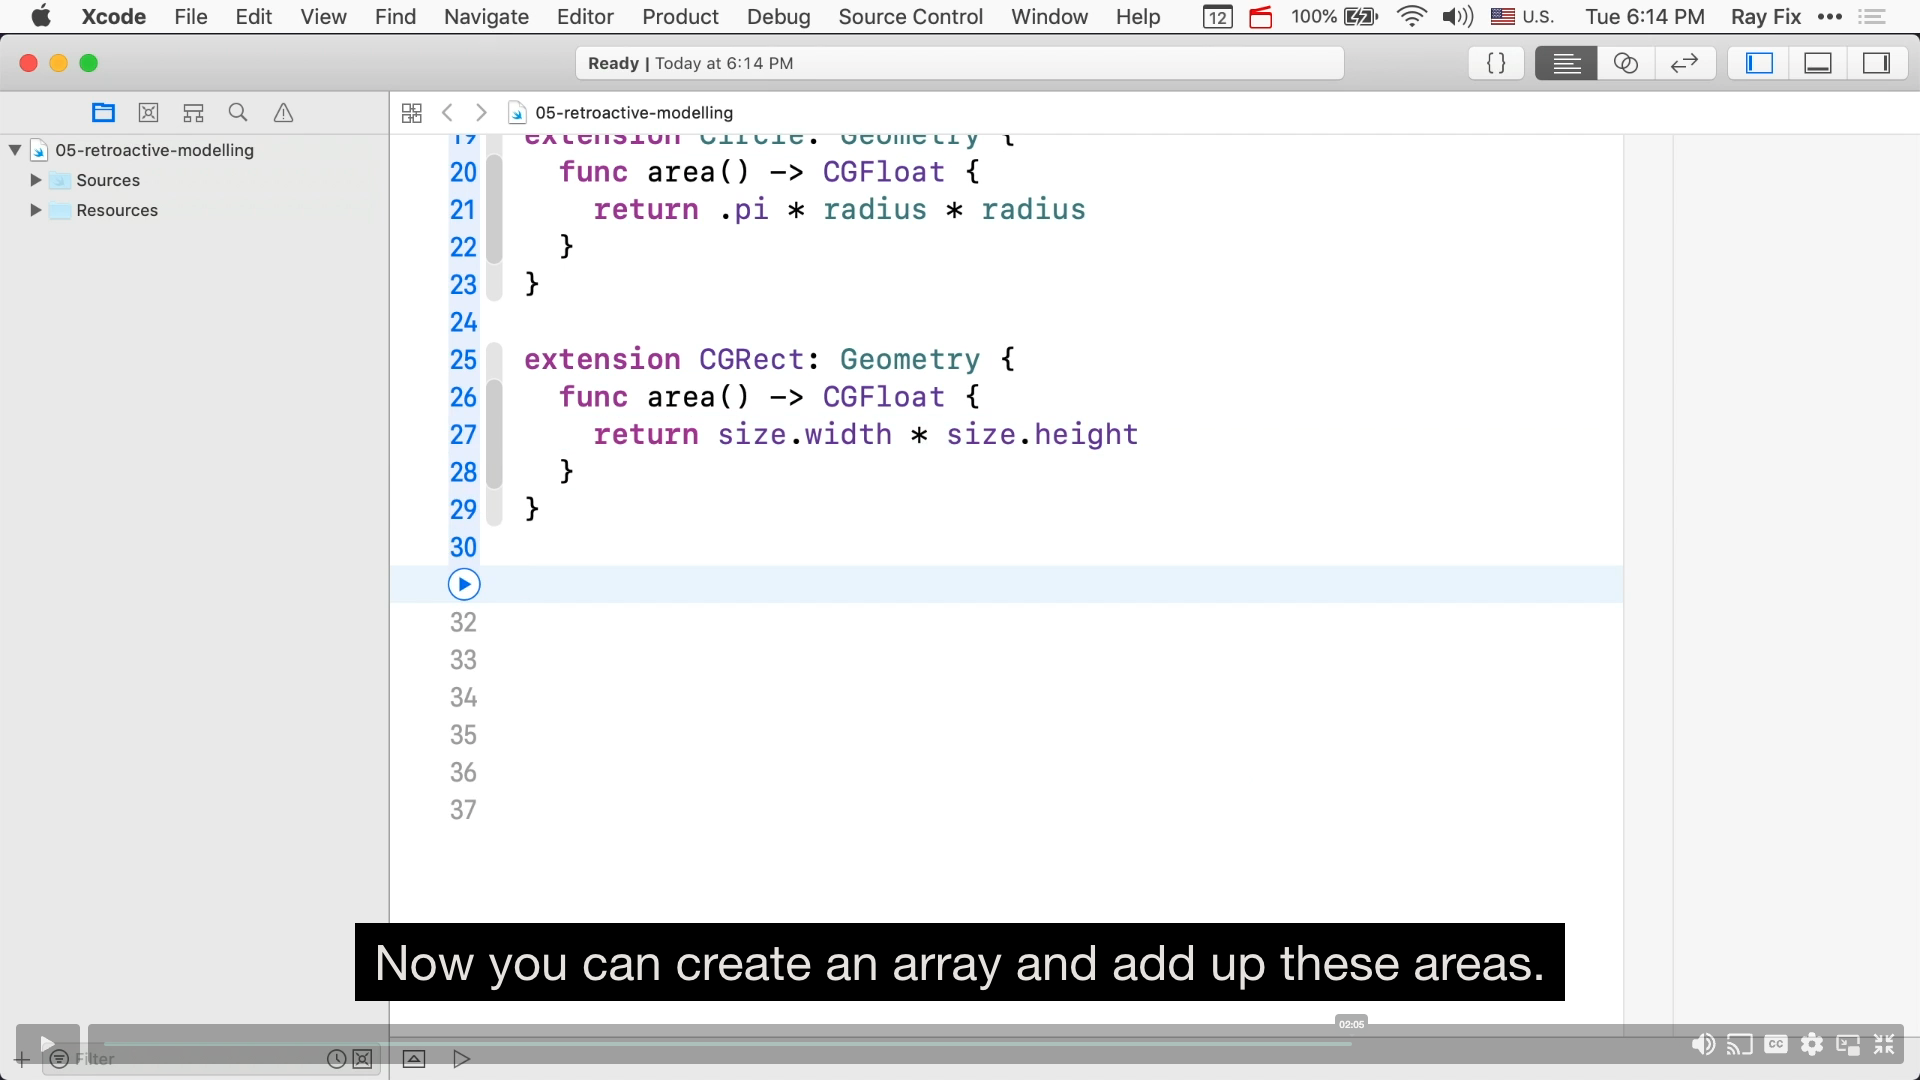 Xcode File Edit View Find Navigate Editor Product Debug Source Control Window Help 12 100% U.S. Tue 6:14 PM Ray Fix
Ready | Today at 6:14 PM
{}
05-retroactive-modelling
05-retroactive-modelling
Sources
Resources
19 extension Circle: Geometry {
20 func area() -> CGFloat {
21 return .pi * radius * radius
22 }
23 }
24
25 extension CGRect: Geometry {
26 func area() -> CGFloat {
27 return size.width * size.height
28 }
29 }
30
32
33
34
35
36
37
Now you can create an array and add up these areas.
02:05
CC
Filter